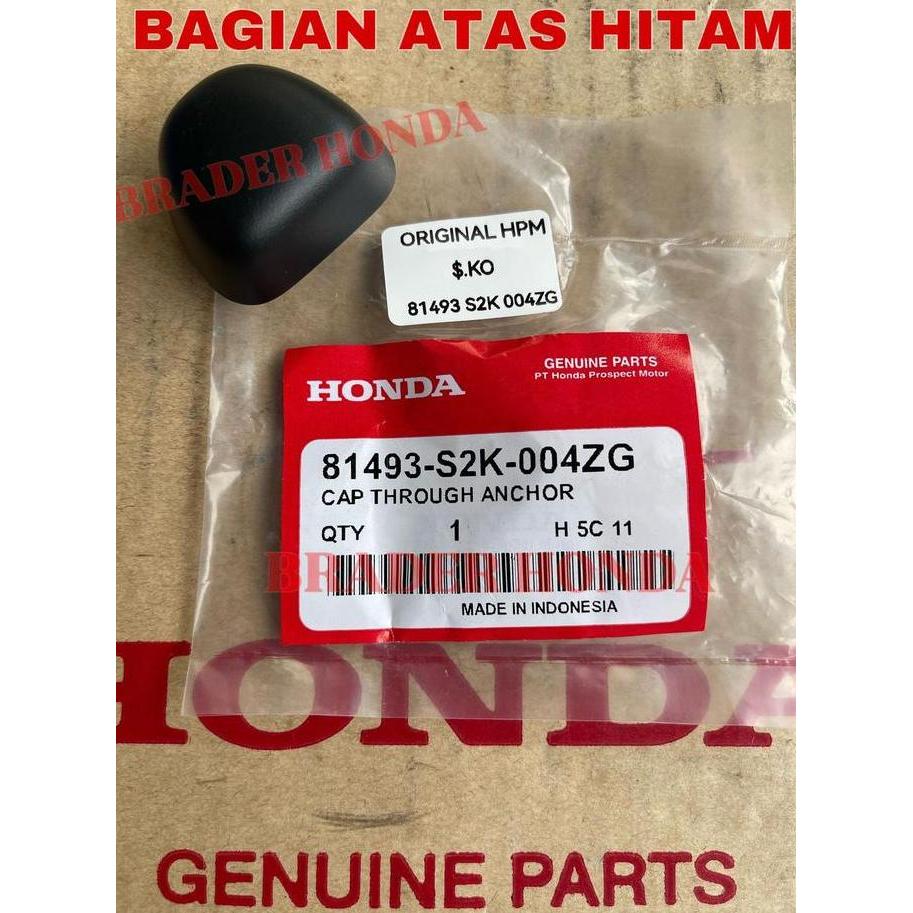 BAGIAN ATAS HITAM
BRADER HONDA
ORIGINAL HPM
$.KO
81493 S2K 004ZG
HONDA
GENUINE PARTS
PT Honda Prospect Motor
81493-S2K-004ZG
CAP THROUGH ANCHOR
QTY 1 H 5C 11
BRADER HONDA
MADE IN INDONESIA
HONDA
GENUINE PARTS